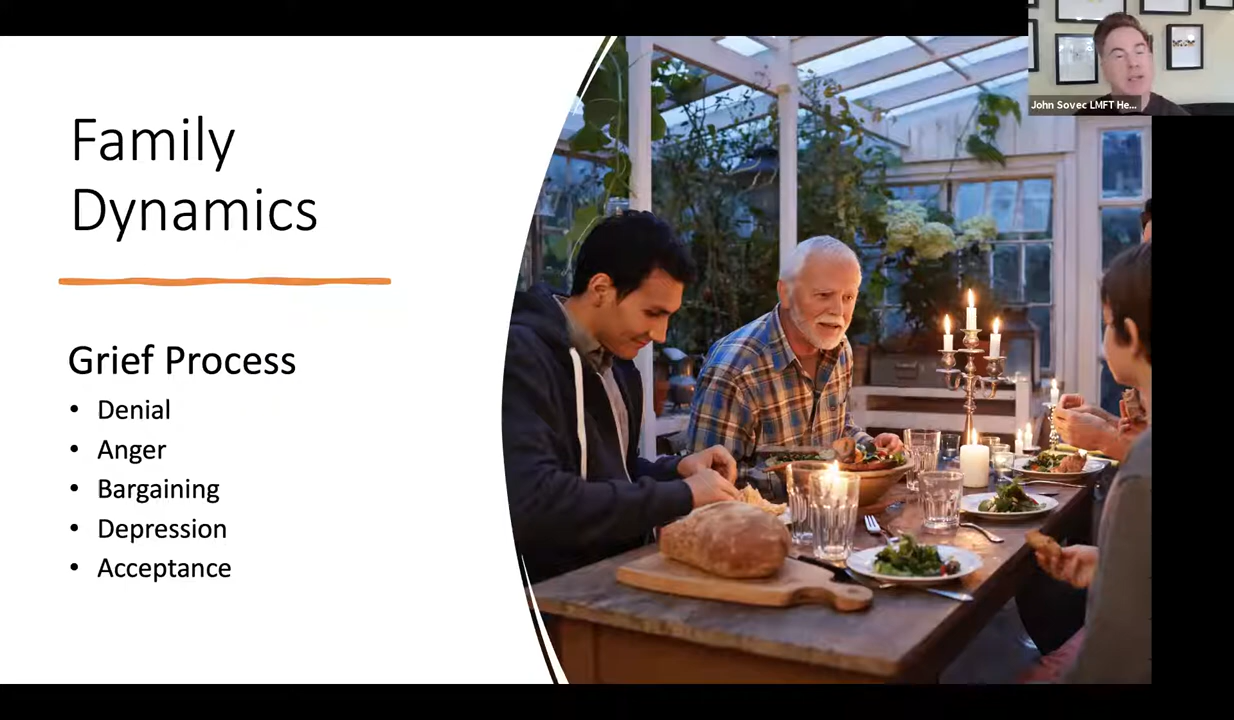 Family
Dynamics
Grief Process
• Denial
• Anger
• Bargaining
• Depression
• Acceptance
John Sovec LMFT He...